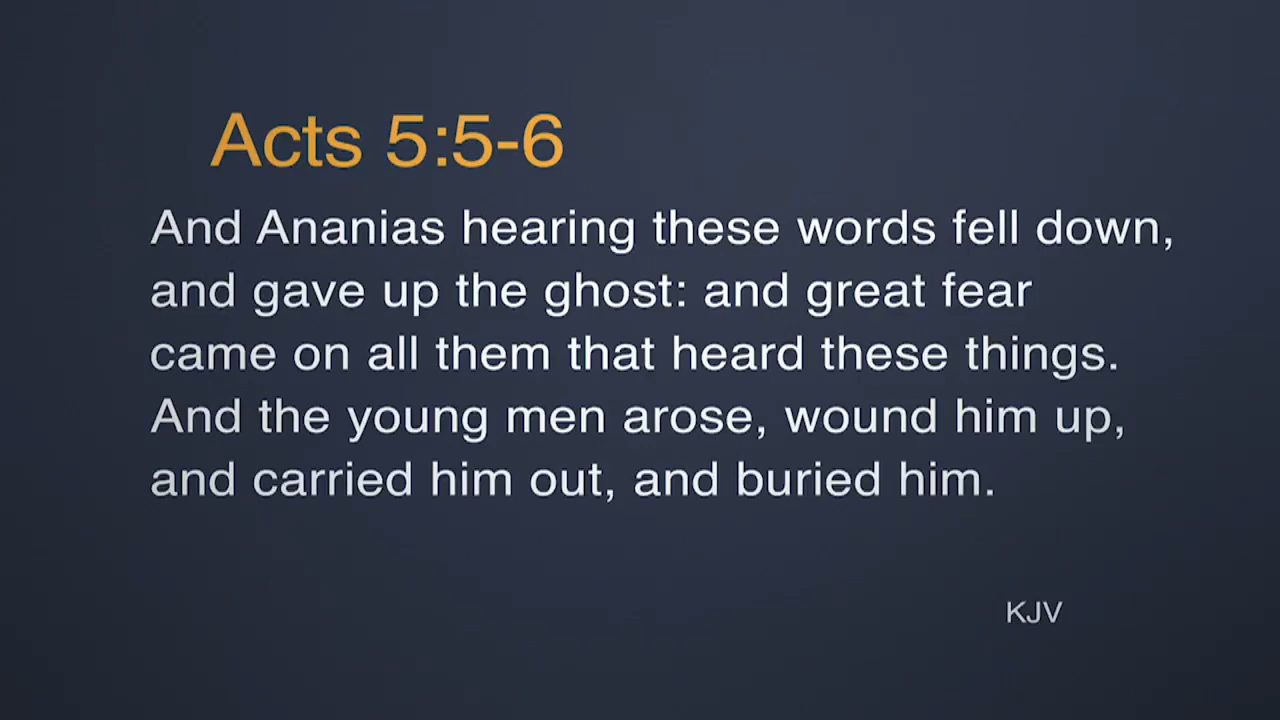 Acts 5:5-6
And Ananias hearing these words fell down,
and gave up the ghost: and great fear
came on all them that heard these things.
And the young men arose, wound him up,
and carried him out, and buried him.
KJV